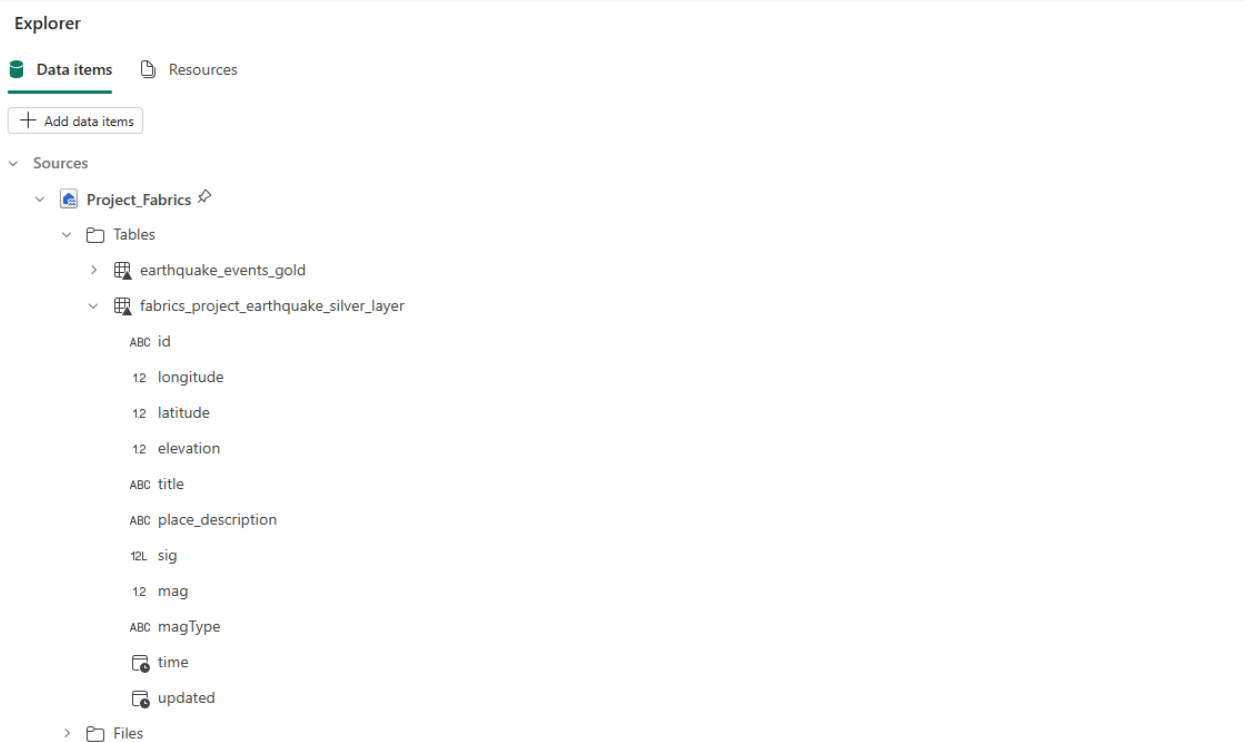 Explorer
Data items Resources
Add data items
Sources
Project_Fabrics
Tables
earthquake_events_gold
fabrics_project_earthquake_silver_layer
ABC id
1.2 longitude
1.2 latitude
1.2 elevation
ABC title
ABC place_description
12L sig
1.2 mag
ABC magType
time
updated
Files